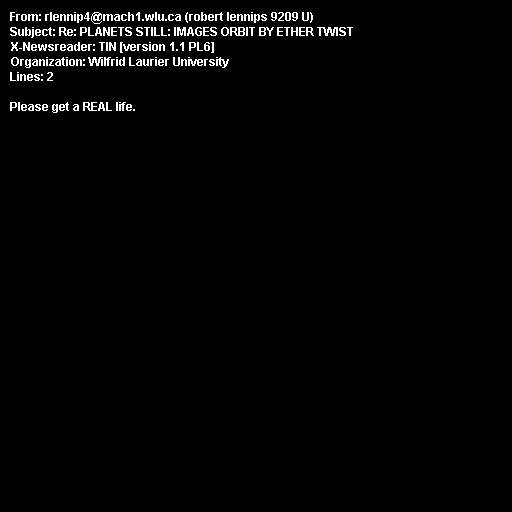 From: rlennip4@mach1.wlu.ca (robert lennips 9209 U)
Subject: Re: PLANETS STILL: IMAGES ORBIT BY ETHER TWIST
X-Newsreader: TIN [version 1.1 PL6]
Organization: Wilfrid Laurier University
Lines: 2

Please get a REAL life.